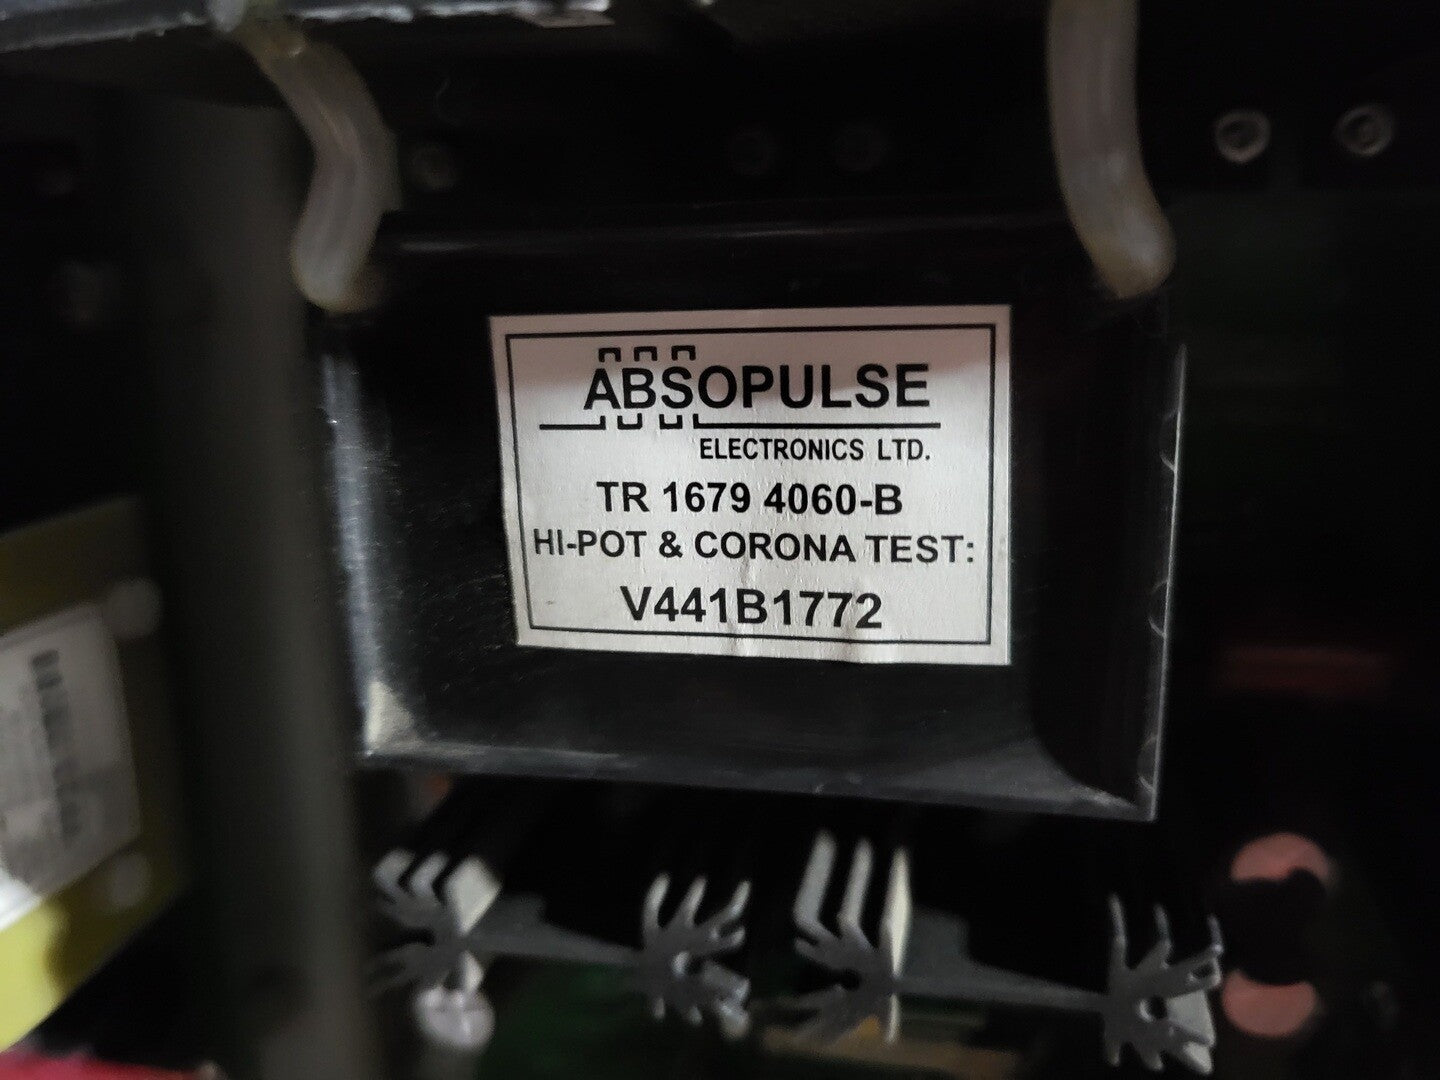 ABSOPULSE
ELECTRONICS LTD.
TR 1679 4060-B
HI-POT & CORONA TEST:
V441B1772